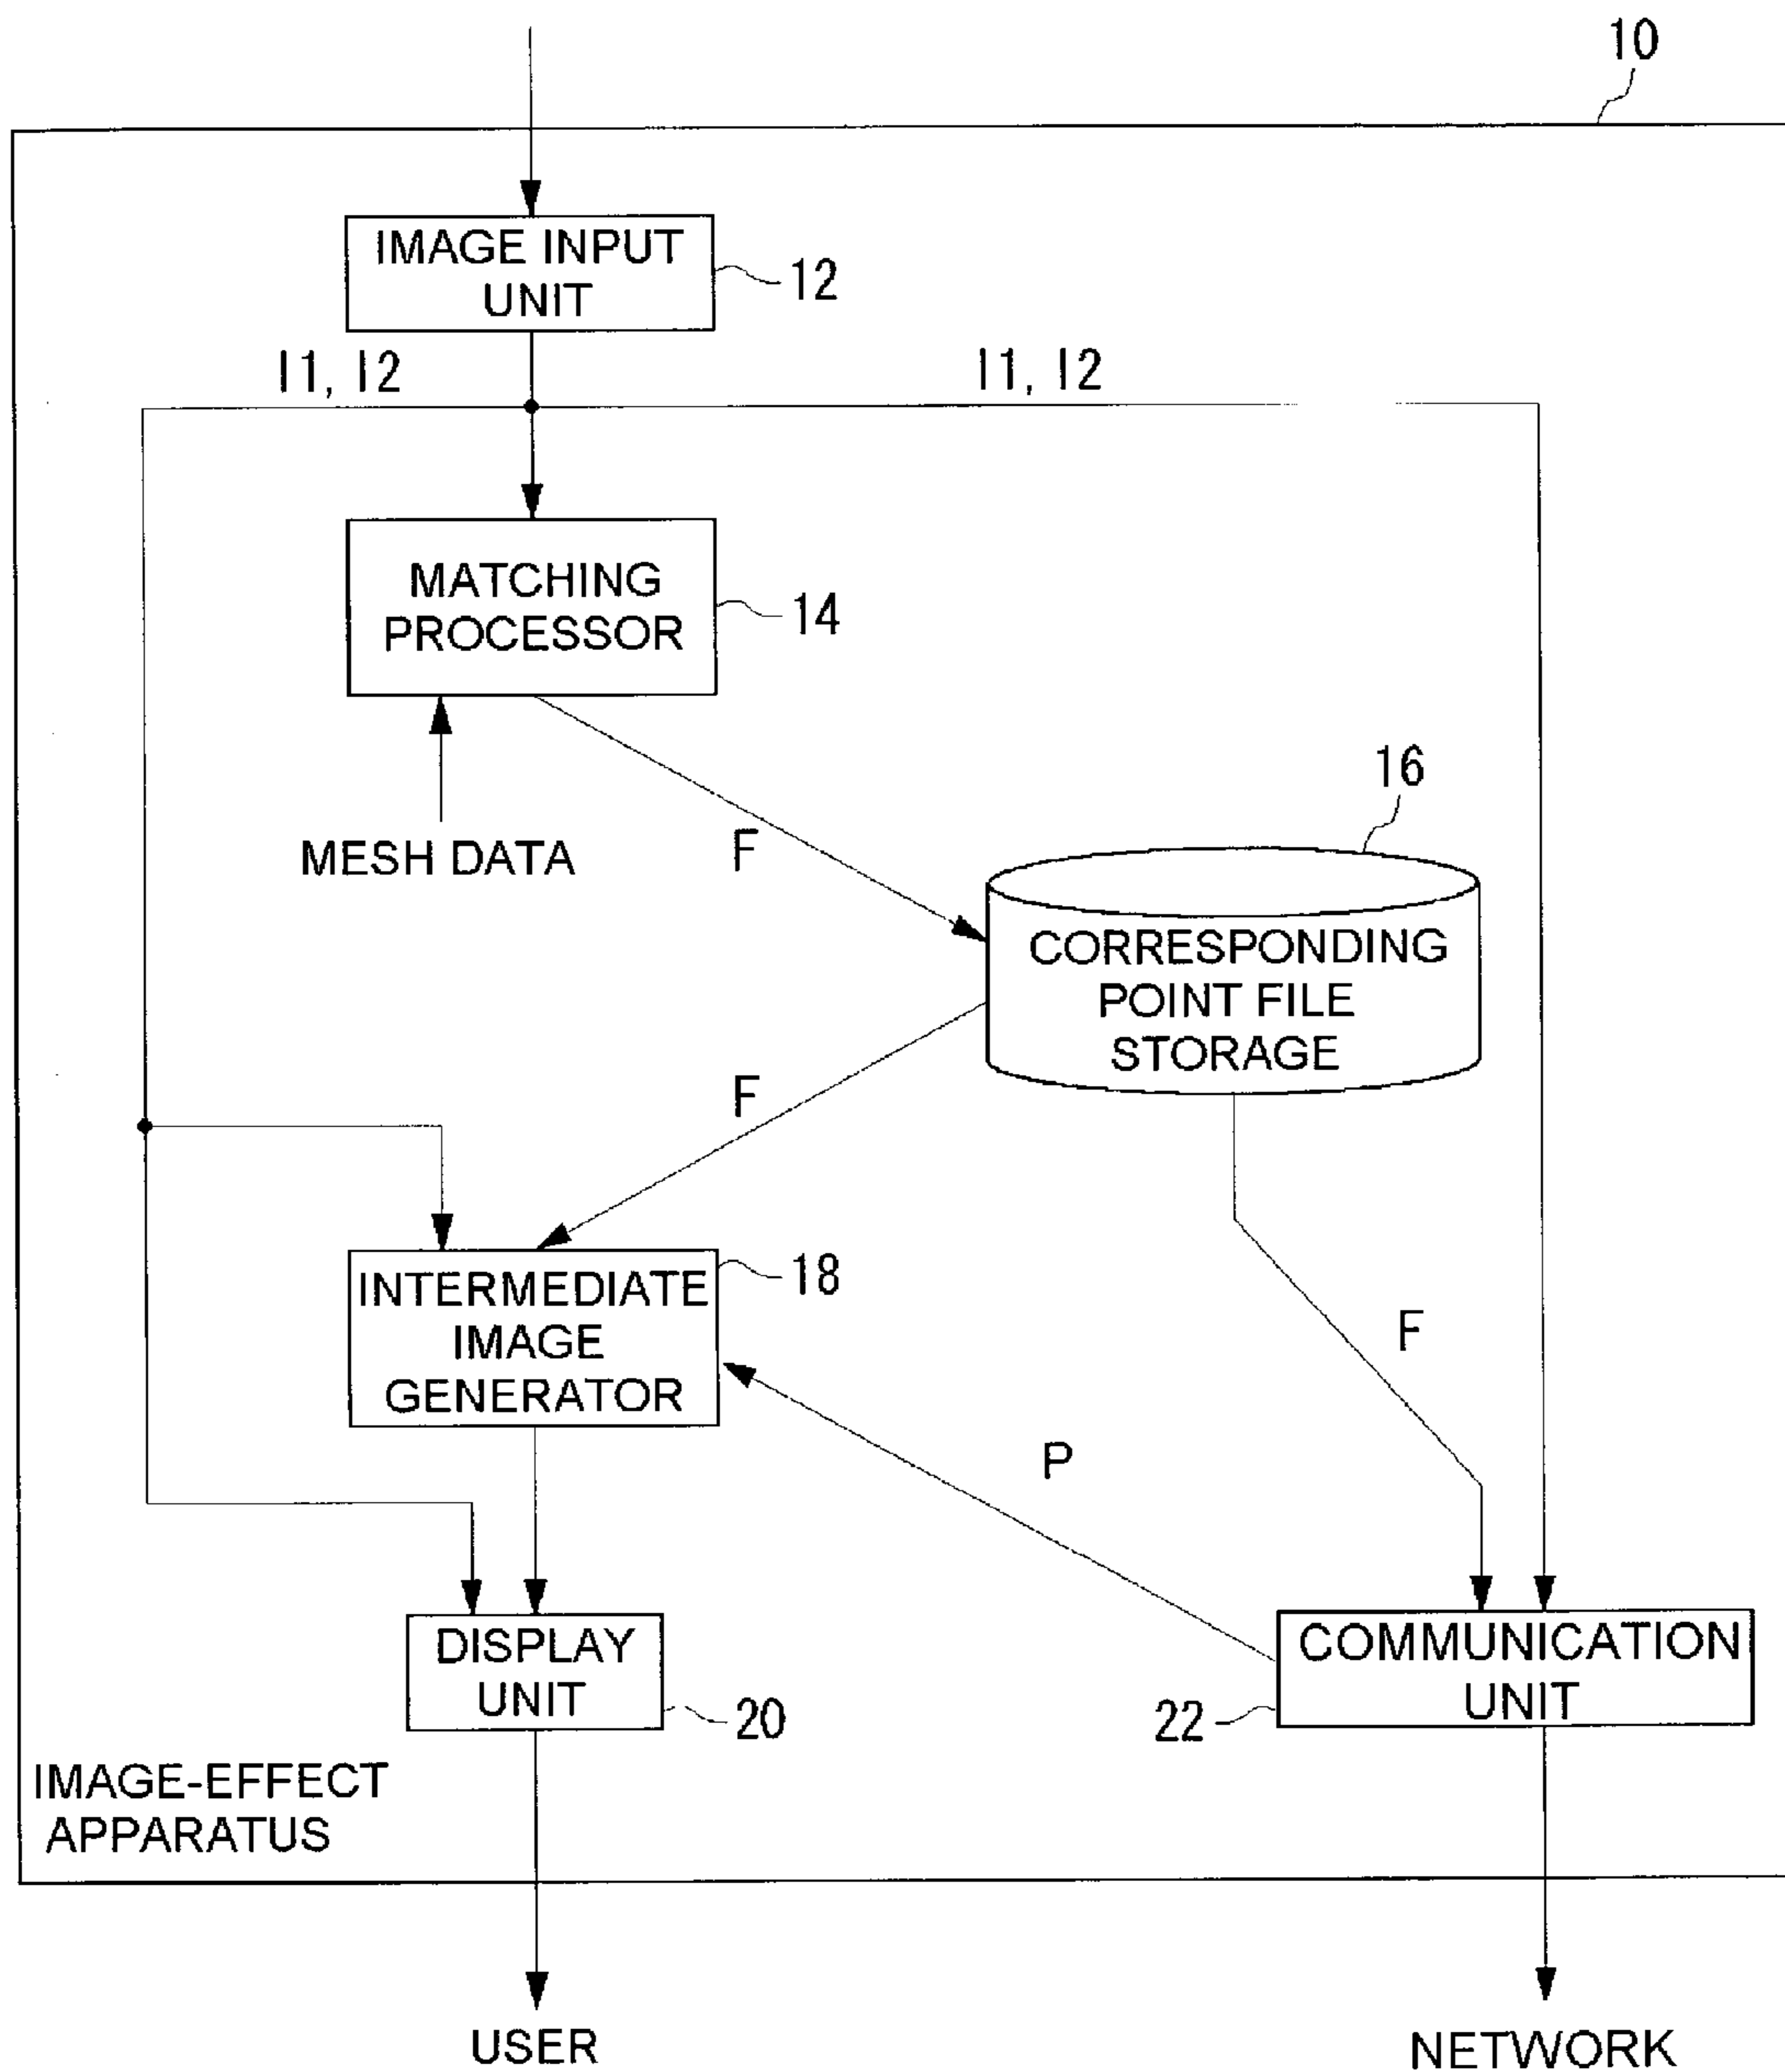 10
IMAGE INPUT
UNIT
12
I1, I2
I1, I2
MATCHING
PROCESSOR
14
MESH DATA
F
16
CORRESPONDING
POINT FILE
STORAGE
F
INTERMEDIATE
IMAGE
GENERATOR
18
F
P
DISPLAY
UNIT
20
COMMUNICATION
UNIT
22
IMAGE-EFFECT
APPARATUS
USER
NETWORK